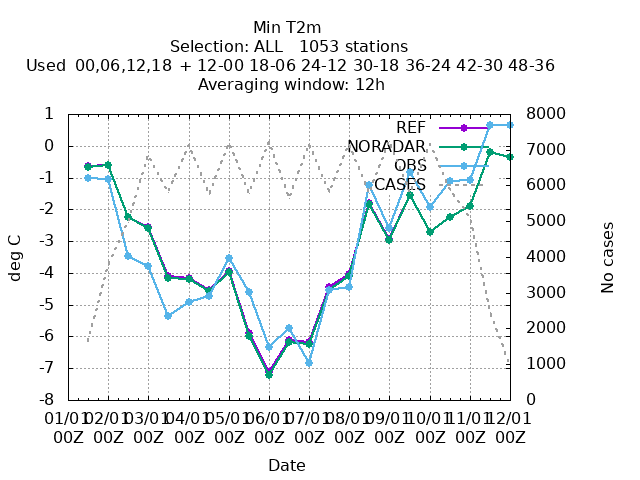 Min T2m
Selection: ALL   1053 stations
Used  00,06,12,18 + 12-00 18-06 24-12 30-18 36-24 42-30 48-36
Averaging window: 12h
REF
NORADAR
OBS
CASES
1
0
-1
-2
-3
-4
-5
-6
-7
-8
deg C
8000
7000
6000
5000
4000
3000
2000
1000
0
No cases
01/01 02/01 03/01 04/01 05/01 06/01 07/01 08/01 09/01 10/01 11/01 12/01
00Z 00Z 00Z 00Z 00Z 00Z 00Z 00Z 00Z 00Z 00Z 00Z
Date